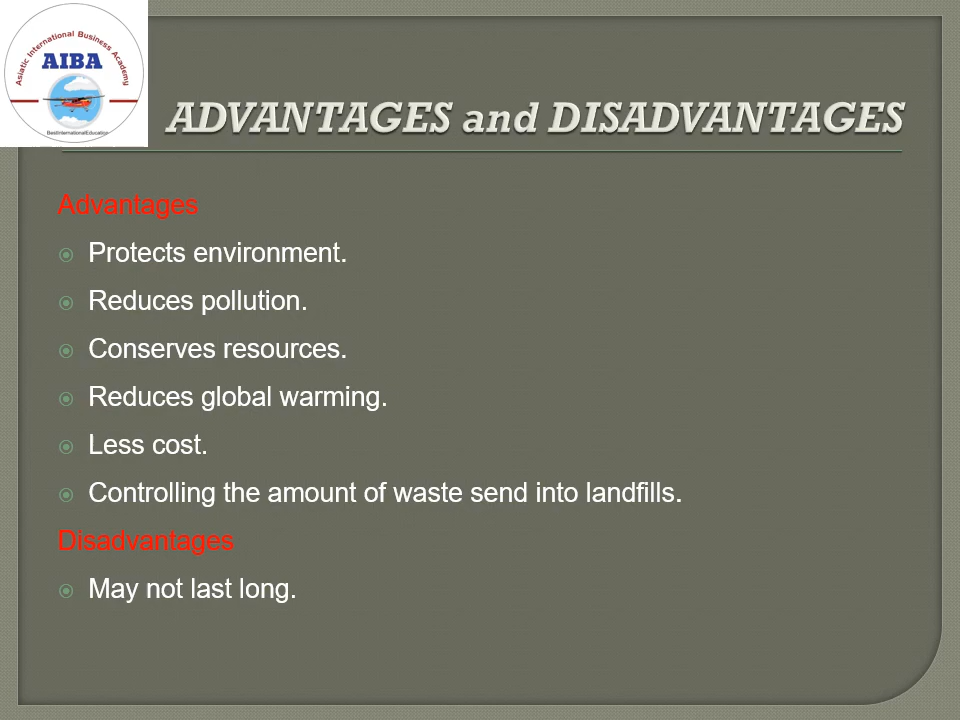 Asiatic International Business Academy
AIBA
BestInternationalEducation
ADVANTAGES and DISADVANTAGES
Advantages
Protects environment.
Reduces pollution.
Conserves resources.
Reduces global warming.
Less cost.
Controlling the amount of waste send into landfills.
Disadvantages
May not last long.